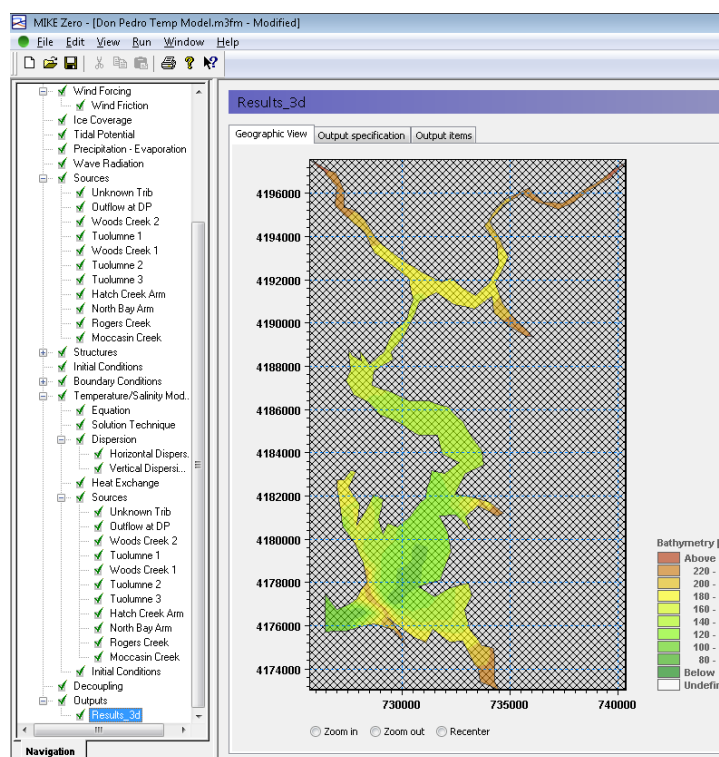 MIKE Zero - [Don Pedro Temp Model.m3fm - Modified]
File Edit View Run Window Help
Wind Forcing
Wind Friction
Ice Coverage
Tidal Potential
Precipitation - Evaporation
Wave Radiation
Sources
Unknown Trib
Outflow at DP
Woods Creek 2
Tuolumne 1
Woods Creek 1
Tuolumne 2
Tuolumne 3
Hatch Creek Arm
North Bay Arm
Rogers Creek
Moccasin Creek
Structures
Initial Conditions
Boundary Conditions
Temperature/Salinity Mod..
Equation
Solution Technique
Dispersion
Horizontal Dispers.
Vertical Dispersi...
Heat Exchange
Sources
Unknown Trib
Outflow at DP
Woods Creek 2
Tuolumne 1
Woods Creek 1
Tuolumne 2
Tuolumne 3
Hatch Creek Arm
North Bay Arm
Rogers Creek
Moccasin Creek
Initial Conditions
Decoupling
Outputs
Results_3d
Navigation
Results_3d
Geographic View Output specification Output items
4196000
4194000
4192000
4190000
4188000
4186000
4184000
4182000
4180000
4178000
4176000
4174000
730000 735000 740000
Bathymetry [
Above
220 -
200 -
180 -
160 -
140 -
120 -
100 -
80 -
Below
Undefi
Zoom in Zoom out Recenter